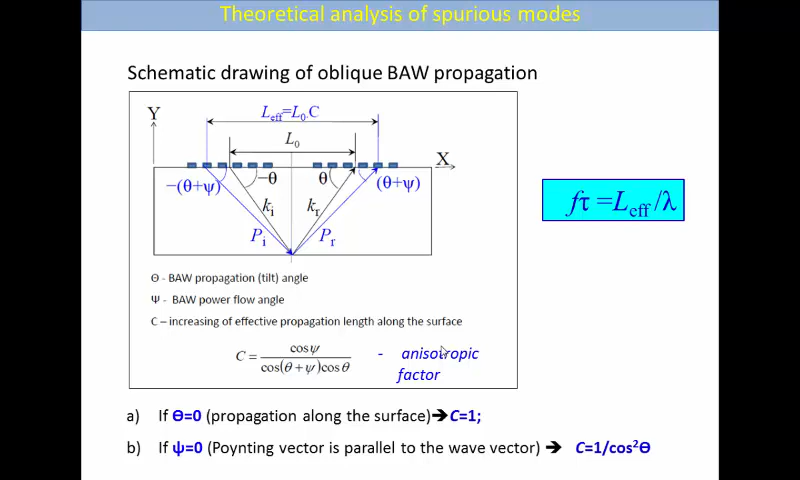 Theoretical analysis of spurious modes
Schematic drawing of oblique BAW propagation
Y
Leff=L0.C
L0
X
−(θ+ψ)
−θ
θ
(θ+ψ)
ki
kr
Pi
Pr
fτ =Leff/λ
Θ - BAW propagation (tilt) angle
Ψ - BAW power flow angle
C – increasing of effective propagation length along the surface
C = cosψ / cos(θ + ψ)cosθ
- anisotropic
factor
a) If Θ=0 (propagation along the surface)➔C=1;
b) If ψ=0 (Poynting vector is parallel to the wave vector) ➔ C=1/cos²Θ